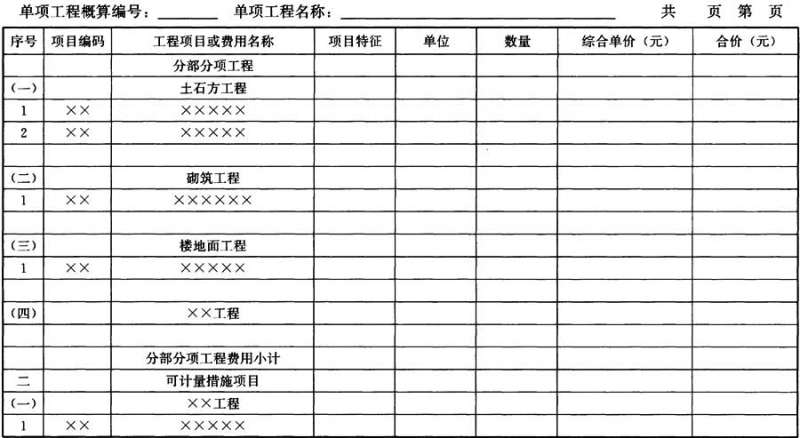 单项工程概算编号：________ 单项工程名称：________________________________ 共 页 第 页
序号 项目编码 工程项目或费用名称 项目特征 单位 数量 综合单价（元） 合价（元）
分部分项工程
（一） 土石方工程
1 ×× ×××××
2 ×× ×××××
（二） 砌筑工程
1 ×× ××××××
（三） 楼地面工程
1 ×× ×××××
（四） ××工程
分部分项工程费用小计
二 可计量措施项目
（一） ××工程
1 ×× ×××××